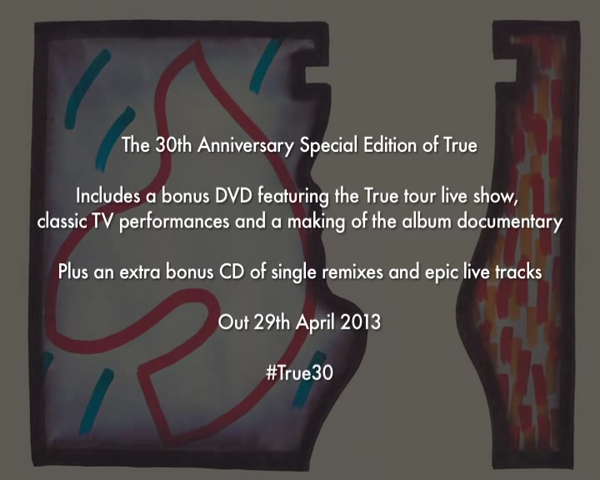 The 30th Anniversary Special Edition of True
Includes a bonus DVD featuring the True tour live show,
classic TV performances and a making of the album documentary
Plus an extra bonus CD of single remixes and epic live tracks
Out 29th April 2013
#True30